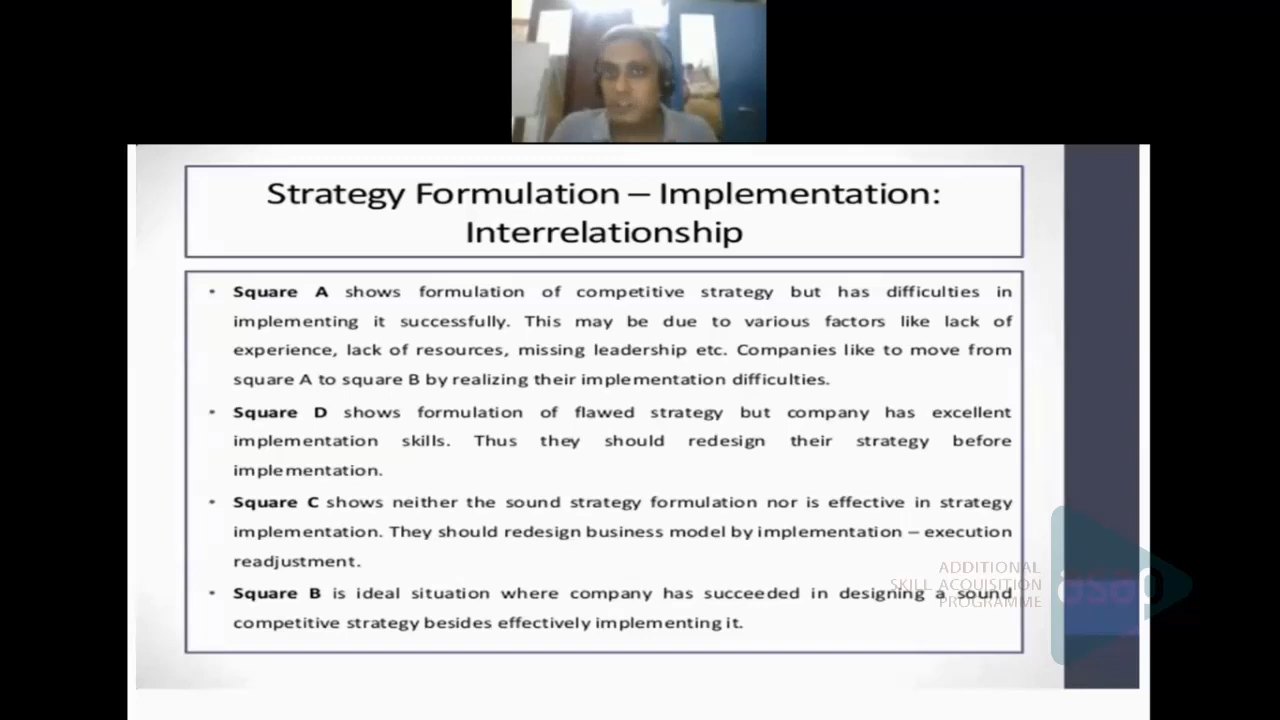 Strategy Formulation – Implementation:
Interrelationship
• Square A shows formulation of competitive strategy but has difficulties in
implementing it successfully. This may be due to various factors like lack of
experience, lack of resources, missing leadership etc. Companies like to move from
square A to square B by realizing their implementation difficulties.
• Square D shows formulation of flawed strategy but company has excellent
implementation skills. Thus they should redesign their strategy before
implementation.
• Square C shows neither the sound strategy formulation nor is effective in strategy
implementation. They should redesign business model by implementation – execution
readjustment.
• Square B is ideal situation where company has succeeded in designing a sound
competitive strategy besides effectively implementing it.
ADDITIONAL
SKILL ACQUISITION
PROGRAMME
asap